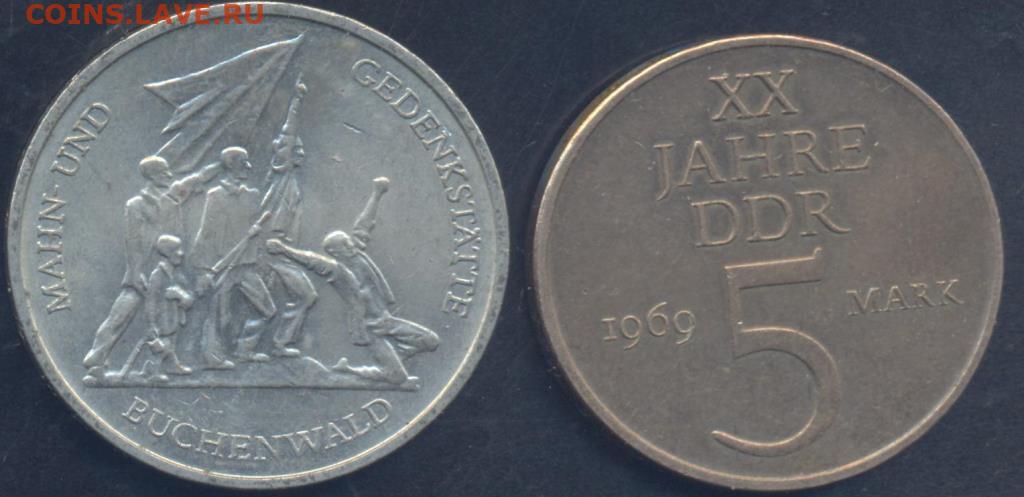 COINS.LAVE.RU
MAHN- UND
GEDENKSTÄTTE
BUCHENWALD
XX
JAHRE
DDR
1969
5
MARK